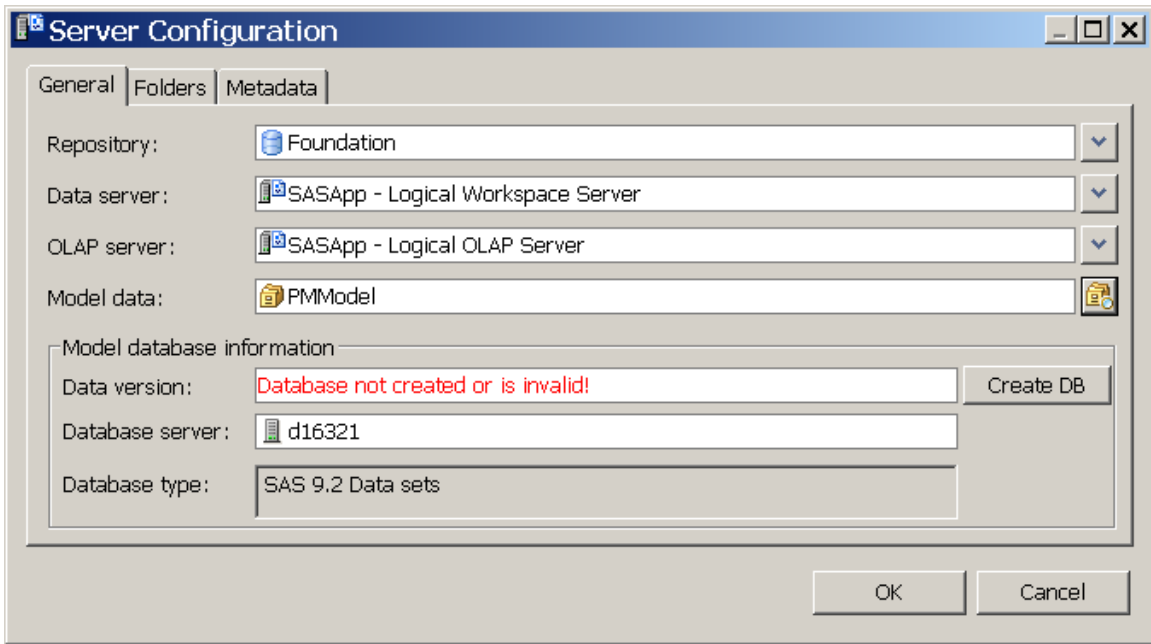 Server Configuration
General Folders Metadata
Repository: Foundation
Data server: SASApp - Logical Workspace Server
OLAP server: SASApp - Logical OLAP Server
Model data: PMModel
Model database information
Data version: Database not created or is invalid! Create DB
Database server: d16321
Database type: SAS 9.2 Data sets
OK Cancel